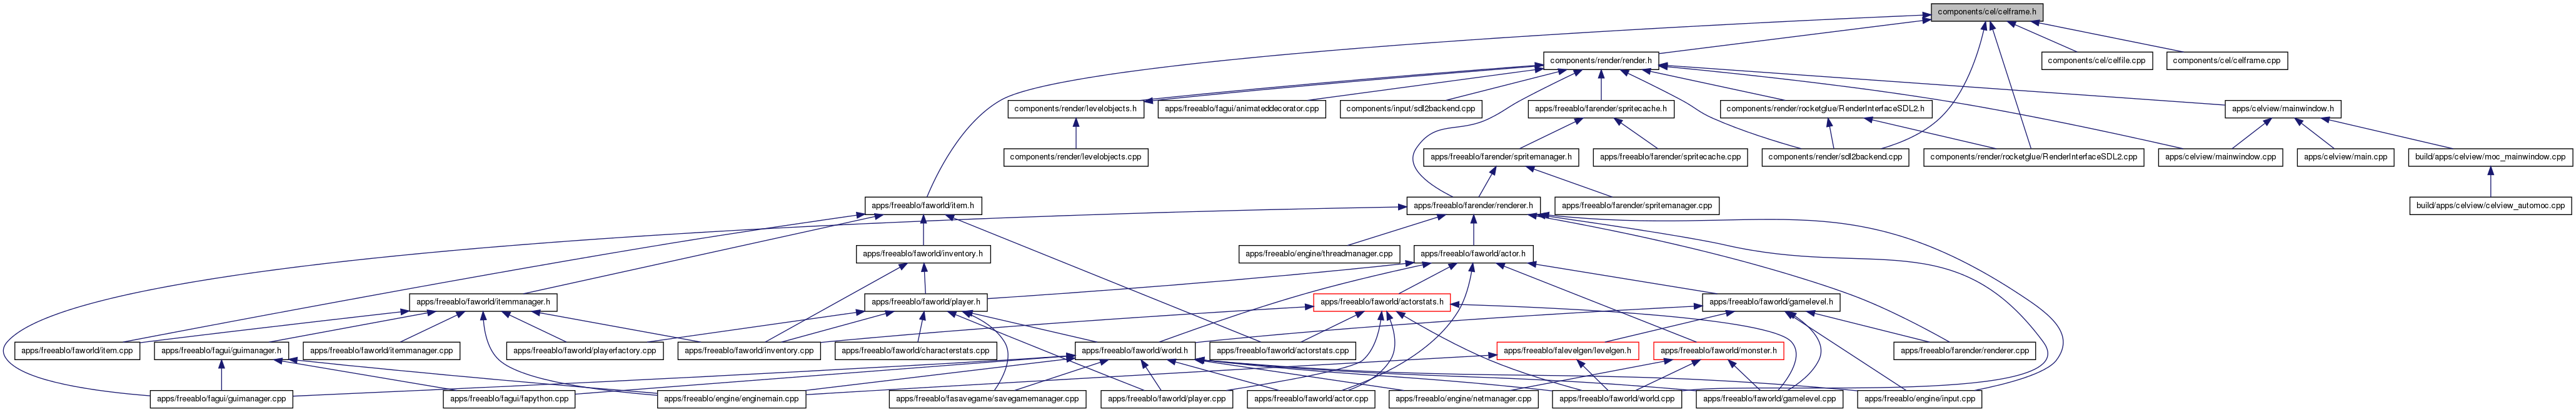 components/cel/celframe.h
components/render/render.h
components/cel/celfile.cpp
components/cel/celframe.cpp
components/render/levelobjects.h
apps/freeablo/fagui/animateddecorator.cpp
components/input/sdl2backend.cpp
apps/freeablo/farender/spritecache.h
components/render/rocketglue/RenderInterfaceSDL2.h
apps/celview/mainwindow.h
components/render/levelobjects.cpp
apps/freeablo/farender/spritemanager.h
apps/freeablo/farender/spritecache.cpp
components/render/sdl2backend.cpp
components/render/rocketglue/RenderInterfaceSDL2.cpp
apps/celview/mainwindow.cpp
apps/celview/main.cpp
build/apps/celview/moc_mainwindow.cpp
apps/freeablo/faworld/item.h
apps/freeablo/farender/renderer.h
apps/freeablo/farender/spritemanager.cpp
build/apps/celview/celview_automoc.cpp
apps/freeablo/faworld/inventory.h
apps/freeablo/engine/threadmanager.cpp
apps/freeablo/faworld/actor.h
apps/freeablo/faworld/itemmanager.h
apps/freeablo/faworld/player.h
apps/freeablo/faworld/actorstats.h
apps/freeablo/faworld/gamelevel.h
apps/freeablo/faworld/item.cpp
apps/freeablo/fagui/guimanager.h
apps/freeablo/faworld/itemmanager.cpp
apps/freeablo/faworld/playerfactory.cpp
apps/freeablo/faworld/inventory.cpp
apps/freeablo/faworld/characterstats.cpp
apps/freeablo/faworld/world.h
apps/freeablo/faworld/actorstats.cpp
apps/freeablo/falevelgen/levelgen.h
apps/freeablo/faworld/monster.h
apps/freeablo/farender/renderer.cpp
apps/freeablo/fagui/guimanager.cpp
apps/freeablo/fagui/fapython.cpp
apps/freeablo/engine/enginemain.cpp
apps/freeablo/fasavegame/savegamemanager.cpp
apps/freeablo/faworld/player.cpp
apps/freeablo/faworld/actor.cpp
apps/freeablo/engine/netmanager.cpp
apps/freeablo/faworld/world.cpp
apps/freeablo/faworld/gamelevel.cpp
apps/freeablo/engine/input.cpp